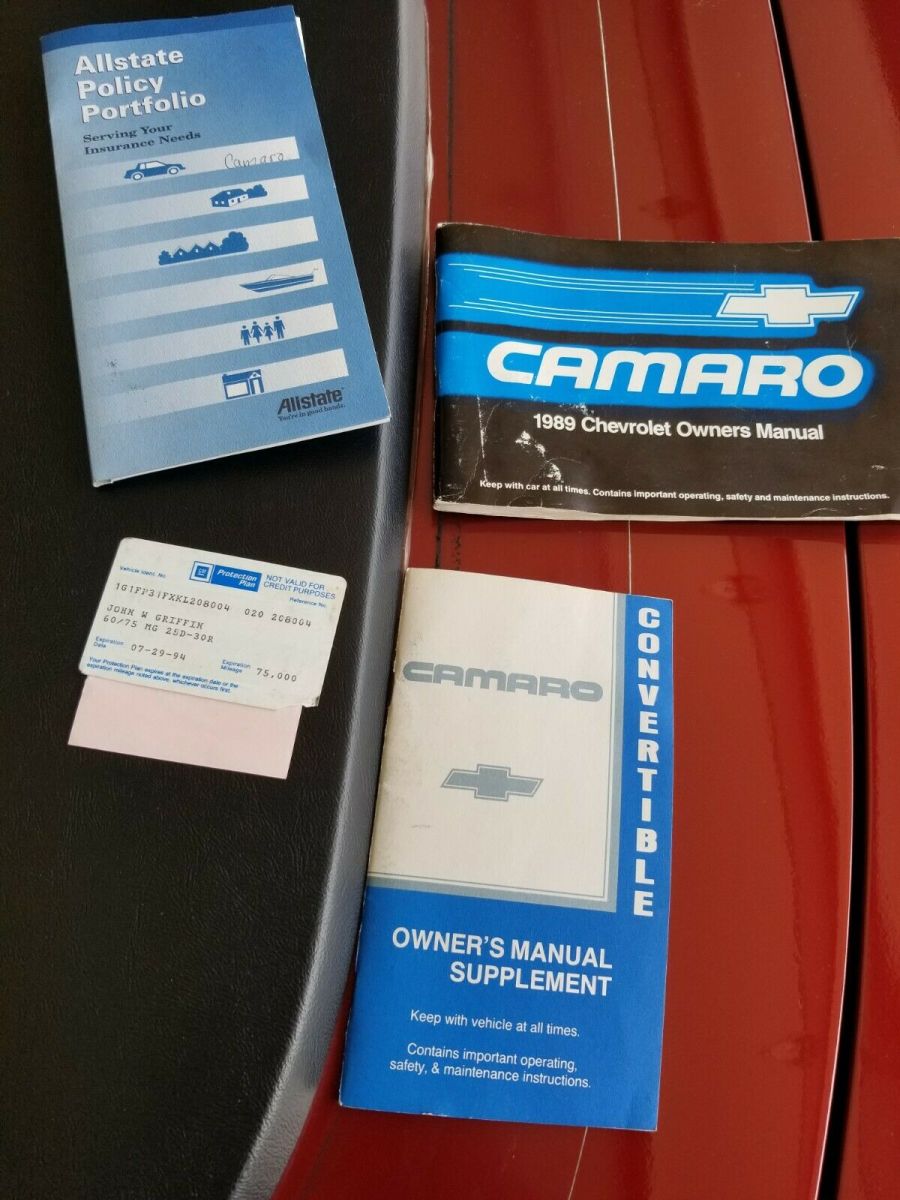 Allstate
Policy
Portfolio
Serving Your
Insurance Needs
Camaro
Allstate
You're in good hands.
CAMARO
1989 Chevrolet Owners Manual
Keep with car at all times. Contains important operating, safety and maintenance instructions.
Vehicle Ident. No.
Protection
Plan
NOT VALID FOR
CREDIT PURPOSES
Reference No.
1G1FP31FXKL208004 020 208004
JOHN W GRIFFIN
60/75 MG 25D-30R
Expiration
Date
07-29-94
Expiration
Mileage
75,000
Your Protection Plan expires at the expiration date or the
expiration mileage noted above, whichever occurs first.
CAMARO
CONVERTIBLE
OWNER'S MANUAL
SUPPLEMENT
Keep with vehicle at all times.
Contains important operating,
safety, & maintenance instructions.